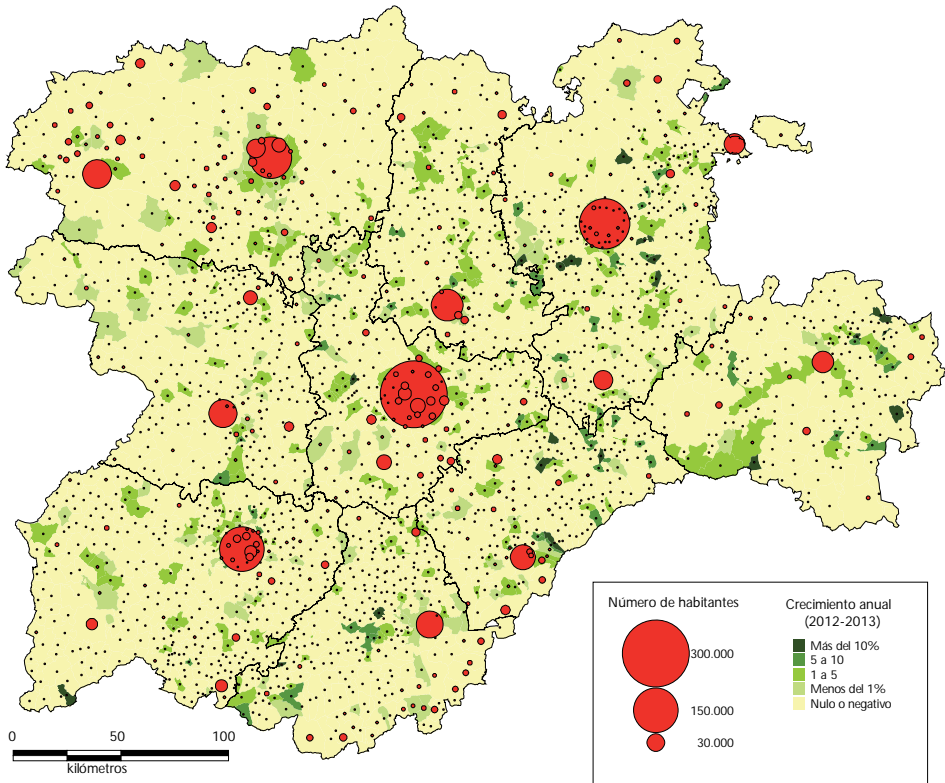 Número de habitantes
300.000
150.000
30.000
Crecimiento anual
(2012-2013)
Más del 10%
5 a 10
1 a 5
Menos del 1%
Nulo o negativo
0 50 100
kilómetros